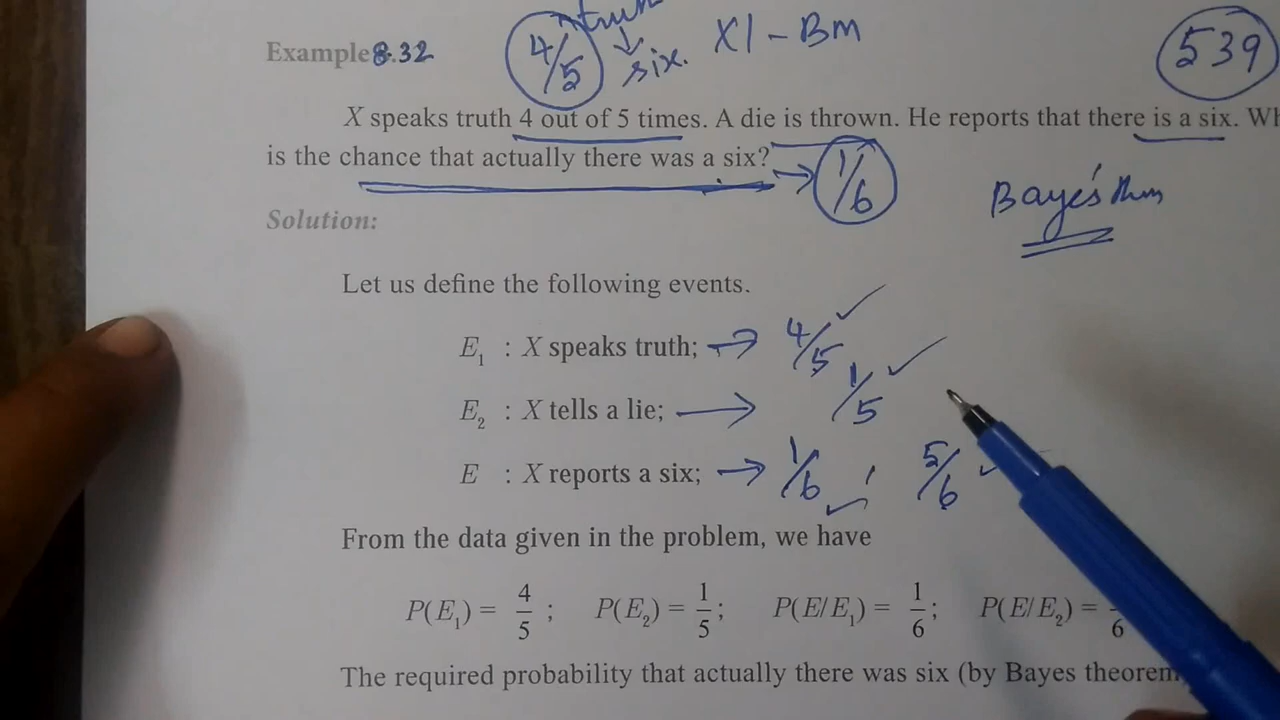 truth
Example 8.32 4/5 six. XI - BM 539
X speaks truth 4 out of 5 times. A die is thrown. He reports that there is a six.
is the chance that actually there was a six? 1/6
Baye's thm
Solution:
Let us define the following events.
E₁ : X speaks truth; → 4/5 ✓
E₂ : X tells a lie; → 1/5 ✓
E : X reports a six; → 1/6 ✓ 5/6 ✓
From the data given in the problem, we have
P(E₁) = 4/5 ; P(E₂) = 1/5 ; P(E/E₁) = 1/6 ; P(E/E₂) = /6
The required probability that actually there was six (by Bayes theorem